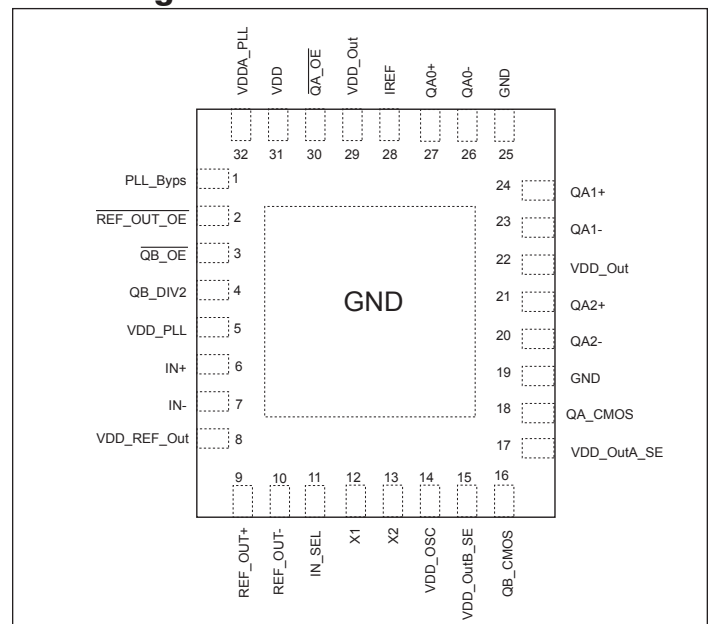 VDDA_PLL
VDD
QA_OE
VDD_Out
IREF
QA0+
QA0-
GND
32 31 30 29 28 27 26 25
PLL_Byps 1
REF_OUT_OE 2
QB_OE 3
QB_DIV2 4
VDD_PLL 5
IN+ 6
IN- 7
VDD_REF_Out 8
GND
24 QA1+
23 QA1-
22 VDD_Out
21 QA2+
20 QA2-
19 GND
18 QA_CMOS
17 VDD_OutA_SE
9 10 11 12 13 14 15 16
REF_OUT+
REF_OUT-
IN_SEL
X1
X2
VDD_OSC
VDD_OutB_SE
QB_CMOS